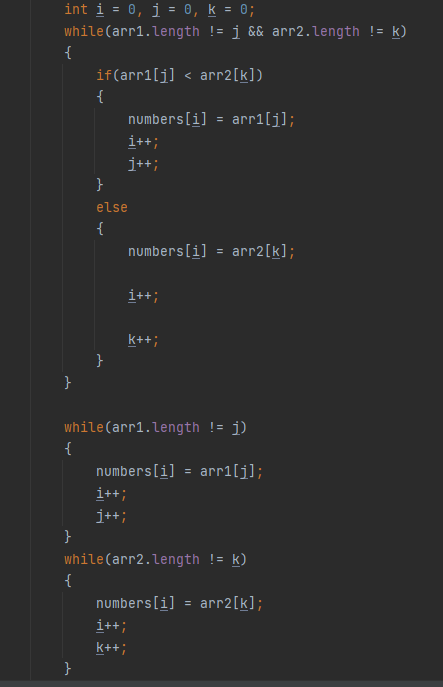 int i = 0, j = 0, k = 0;
while(arr1.length != j && arr2.length != k)
{
    if(arr1[j] < arr2[k])
    {
        numbers[i] = arr1[j];
        i++;
        j++;
    }
    else
    {
        numbers[i] = arr2[k];

        i++;

        k++;
    }
}

while(arr1.length != j)
{
    numbers[i] = arr1[j];
    i++;
    j++;
}
while(arr2.length != k)
{
    numbers[i] = arr2[k];
    i++;
    k++;
}